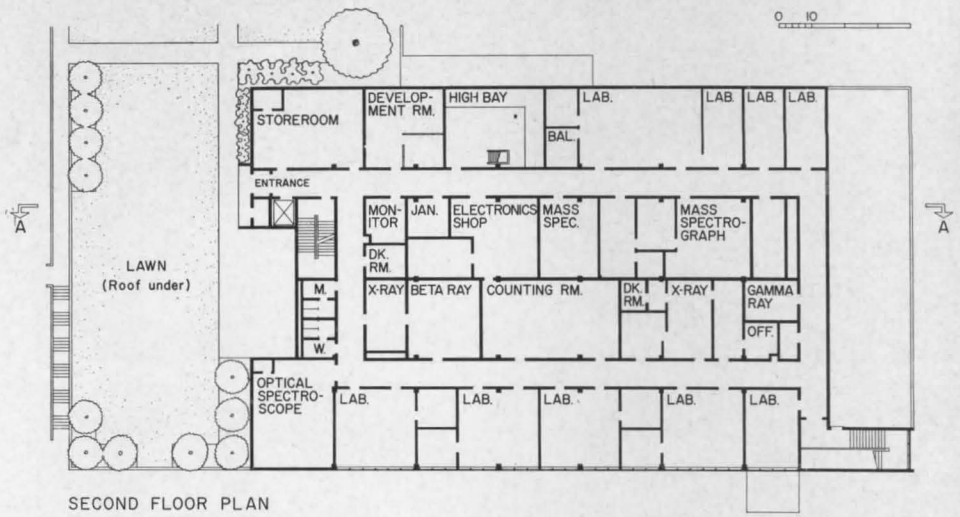 0 10
STOREROOM
DEVELOP-
MENT RM.
HIGH BAY
BAL.
LAB.
LAB.
LAB.
LAB.
ENTRANCE
A
MON-
ITOR
JAN.
ELECTRONICS
SHOP
MASS
SPEC.
MASS
SPECTRO-
GRAPH
A
DK.
RM.
LAWN
(Roof under)
M.
X-RAY
BETA RAY
COUNTING RM.
DK.
RM.
X-RAY
GAMMA
RAY
OFF.
W.
OPTICAL
SPECTRO-
SCOPE
LAB.
LAB.
LAB.
LAB.
LAB.
SECOND FLOOR PLAN